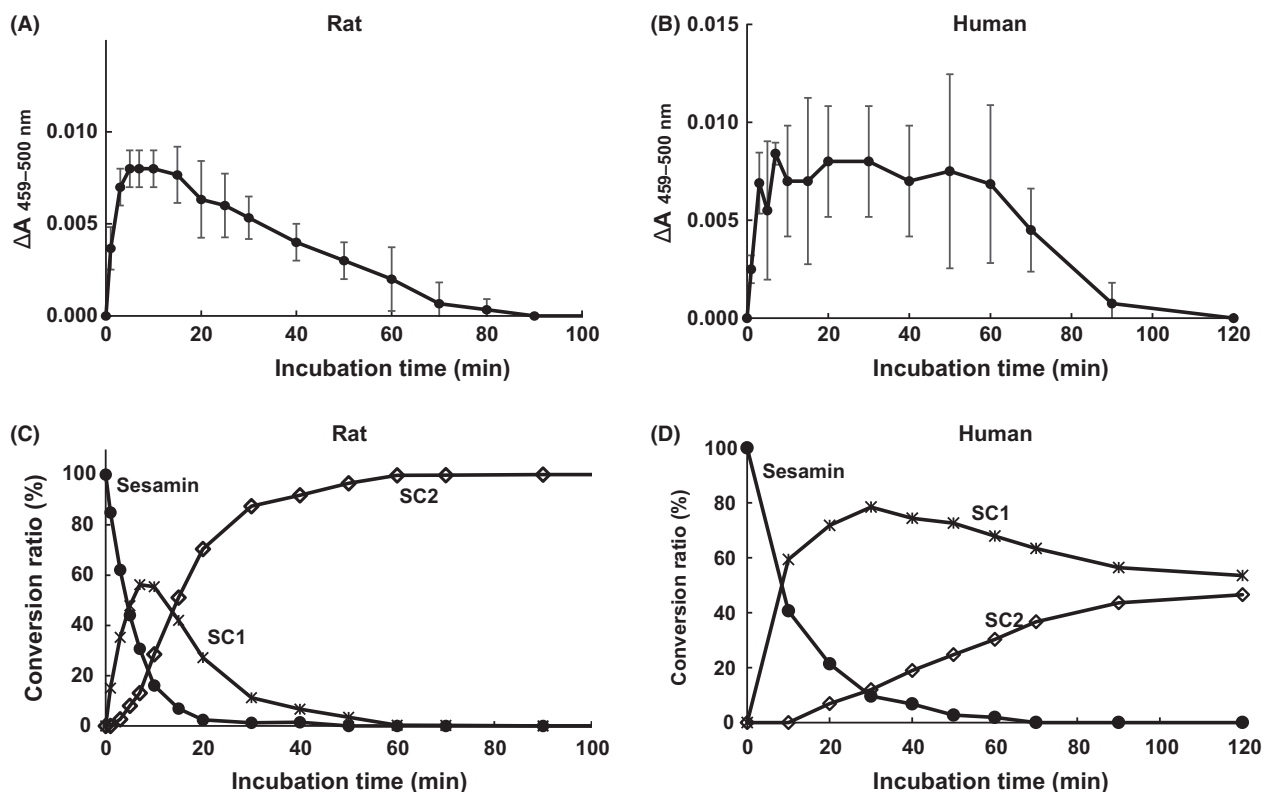 (A) Rat
ΔA 459–500 nm
0.010
0.005
0.000
0 20 40 60 80 100
Incubation time (min)
(B) Human
ΔA 459–500 nm
0.015
0.010
0.005
0.000
0 20 40 60 80 100 120
Incubation time (min)
(C) Rat
Conversion ratio (%)
100
80
60
40
20
0
Sesamin
SC2
SC1
0 20 40 60 80 100
Incubation time (min)
(D) Human
Conversion ratio (%)
100
80
60
40
20
0
Sesamin
SC1
SC2
0 20 40 60 80 100 120
Incubation time (min)